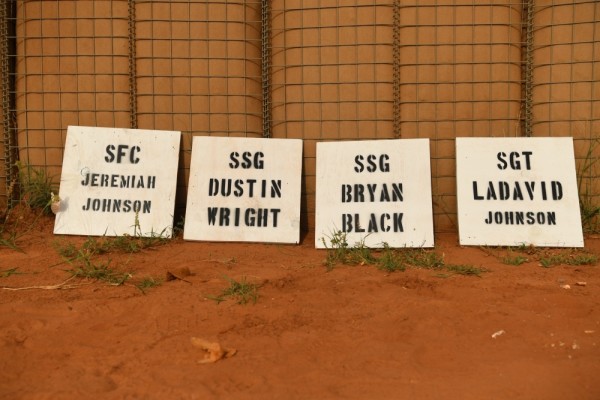 SFC
JEREMIAH
JOHNSON
SSG
DUSTIN
WRIGHT
SSG
BRYAN
BLACK
SGT
LADAVID
JOHNSON